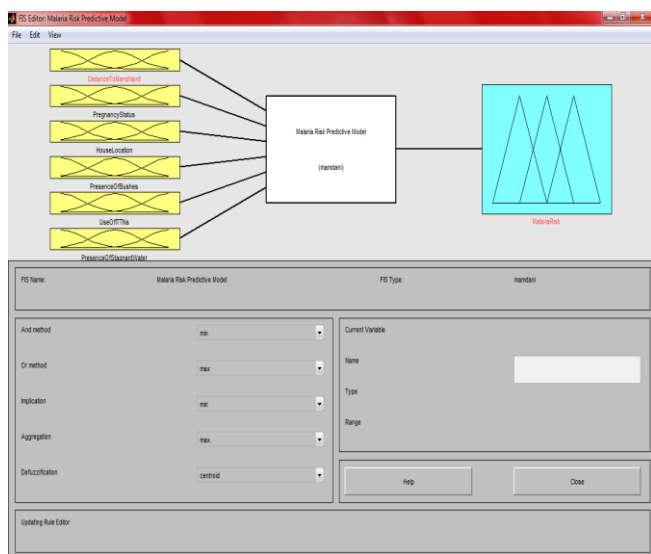 FIS Editor: Malaria Risk Predictive Model
File Edit View
DistanceToMarshland
PregnancyStatus
HouseLocation
PresenceOfBushes
UseOfITNs
PresenceOfStagnantWater
Malaria Risk Predictive Model
(mamdani)
MalariaRisk
FIS Name: Malaria Risk Predictive Model FIS Type: mamdani
And method min
Or method max
Implication min
Aggregation max
Defuzzification centroid
Current Variable
Name
Type
Range
Help Close
Updating Rule Editor